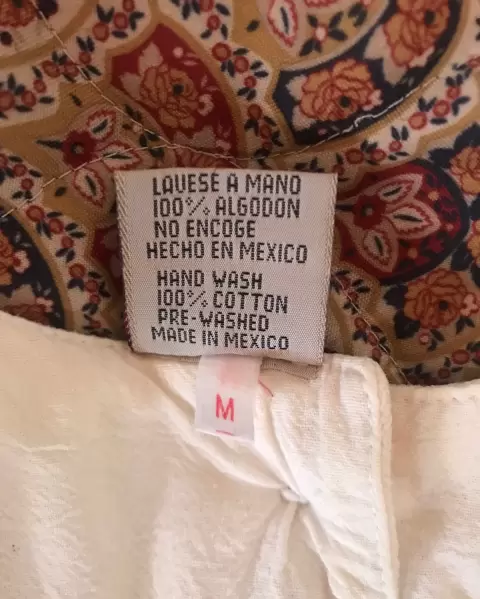 LAVESE A MANO
100% ALGODON
NO ENCOGE
HECHO EN MEXICO
HAND WASH
100% COTTON
PRE-WASHED
MADE IN MEXICO
M